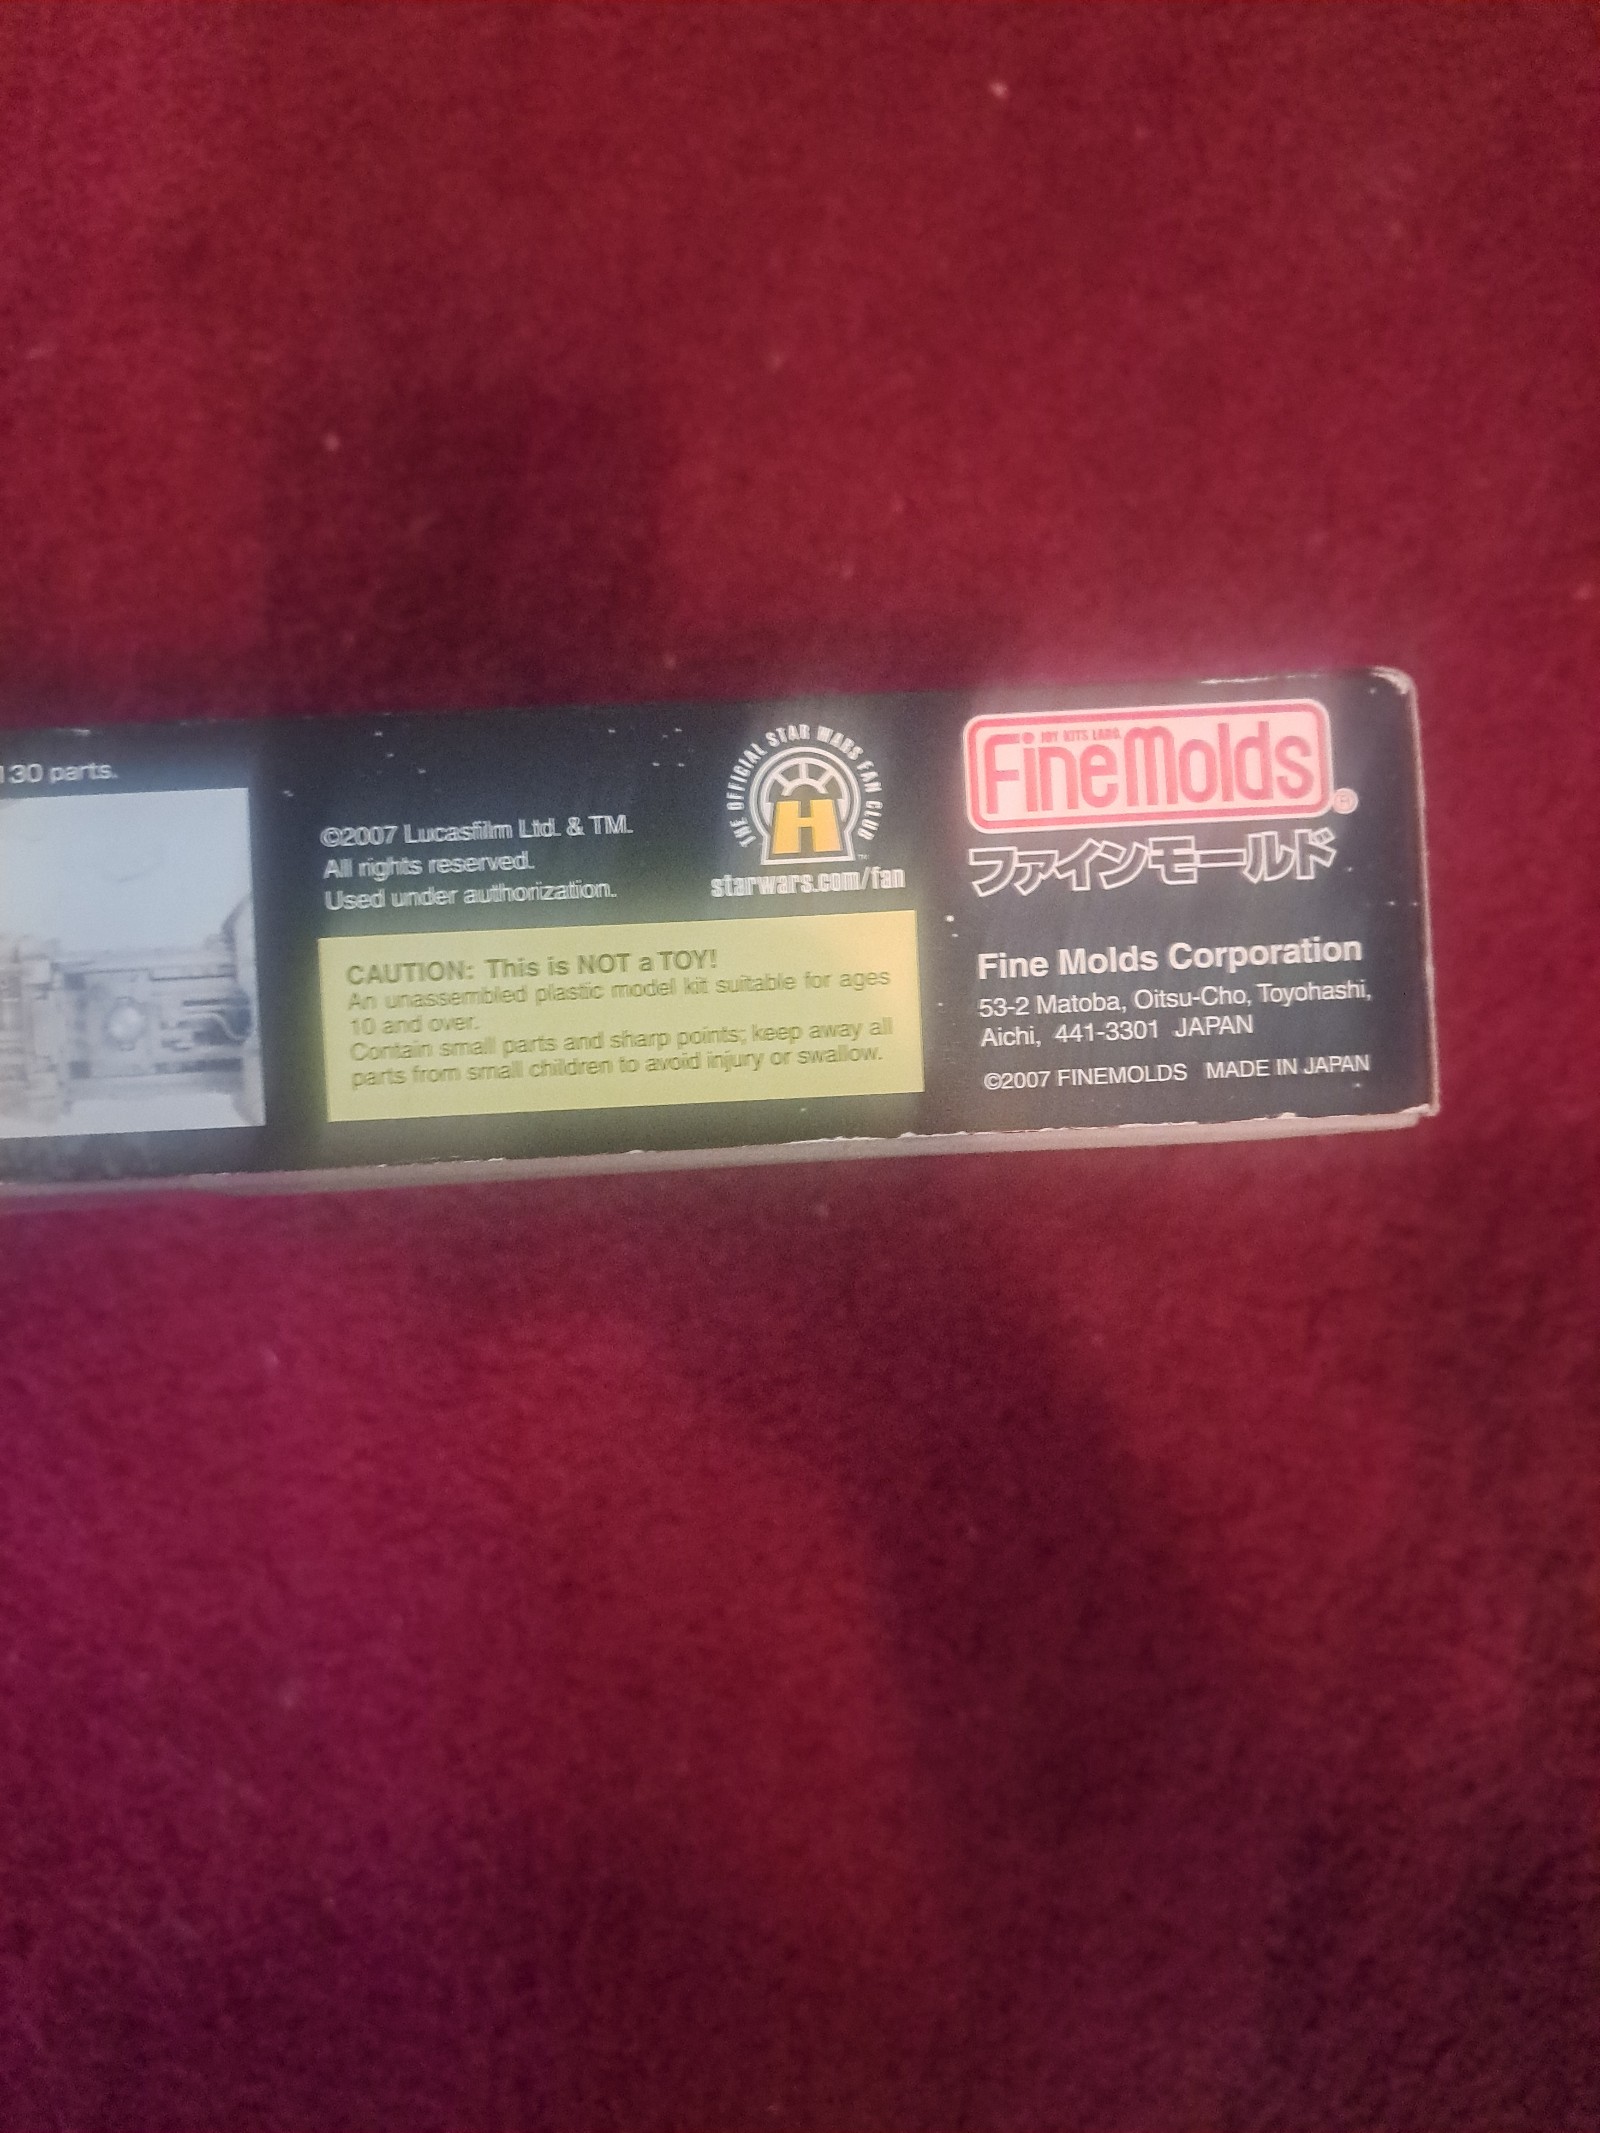 130 parts.
©2007 Lucasfilm Ltd. & TM.
All rights reserved.
Used under authorization.
THE OFFICIAL STAR WARS FAN CLUB
H
™
starwars.com/fan
CAUTION: This is NOT a TOY!
An unassembled plastic model kit suitable for ages
10 and over.
Contain small parts and sharp points; keep away all
parts from small children to avoid injury or swallow.
JOY KITS LABO.
FineMolds®
ファインモールド
Fine Molds Corporation
53-2 Matoba, Oitsu-Cho, Toyohashi,
Aichi, 441-3301 JAPAN
©2007 FINEMOLDS MADE IN JAPAN